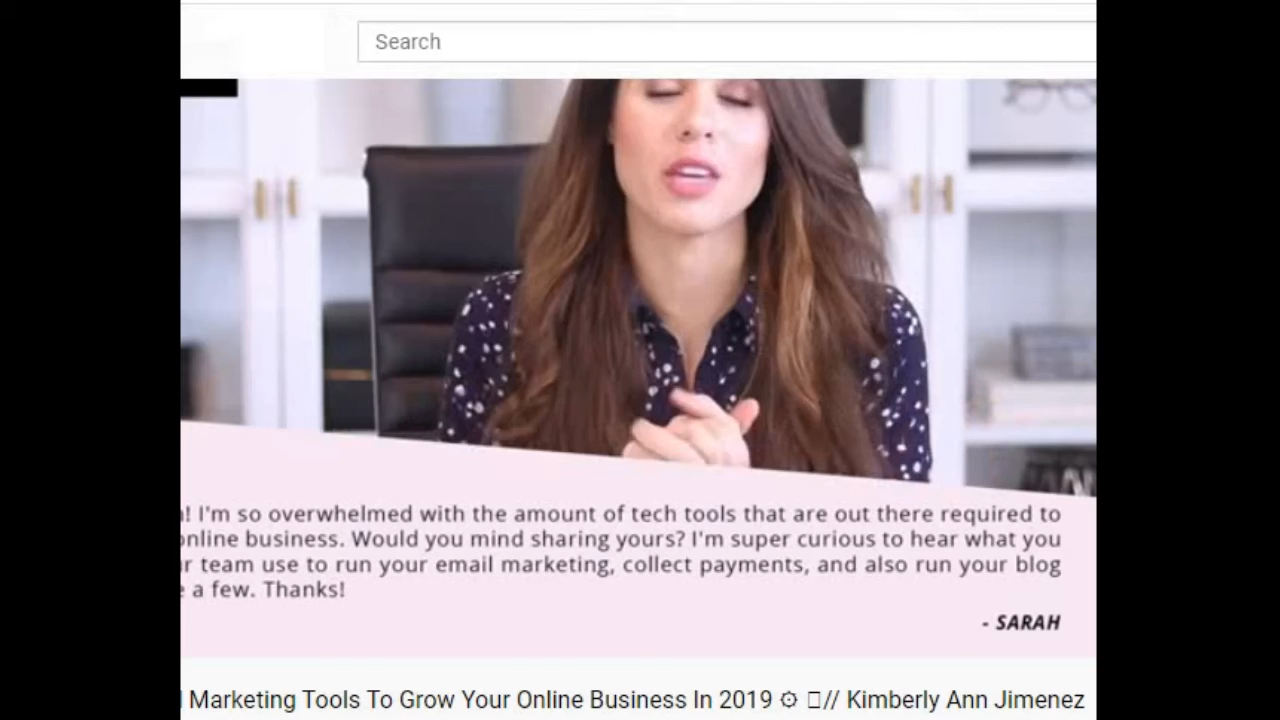 Search
I'm so overwhelmed with the amount of tech tools that are out there required to
online business. Would you mind sharing yours? I'm super curious to hear what you
team use to run your email marketing, collect payments, and also run your blog
a few. Thanks!
- SARAH
Marketing Tools To Grow Your Online Business In 2019 ⚙ // Kimberly Ann Jimenez